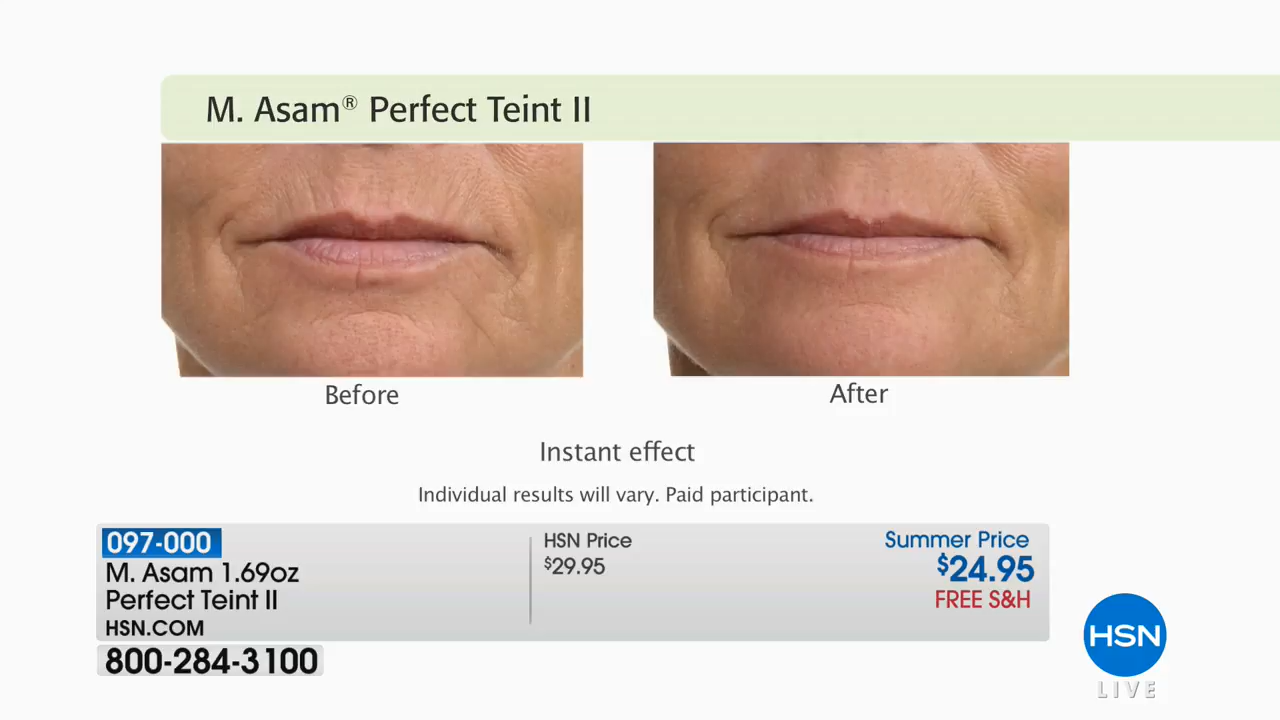 M. Asam® Perfect Teint II
Before
After
Instant effect
Individual results will vary. Paid participant.
097-000
M. Asam 1.69oz
Perfect Teint II
HSN.COM
HSN Price
$29.95
Summer Price
$24.95
FREE S&H
800-284-3100
HSN
LIVE